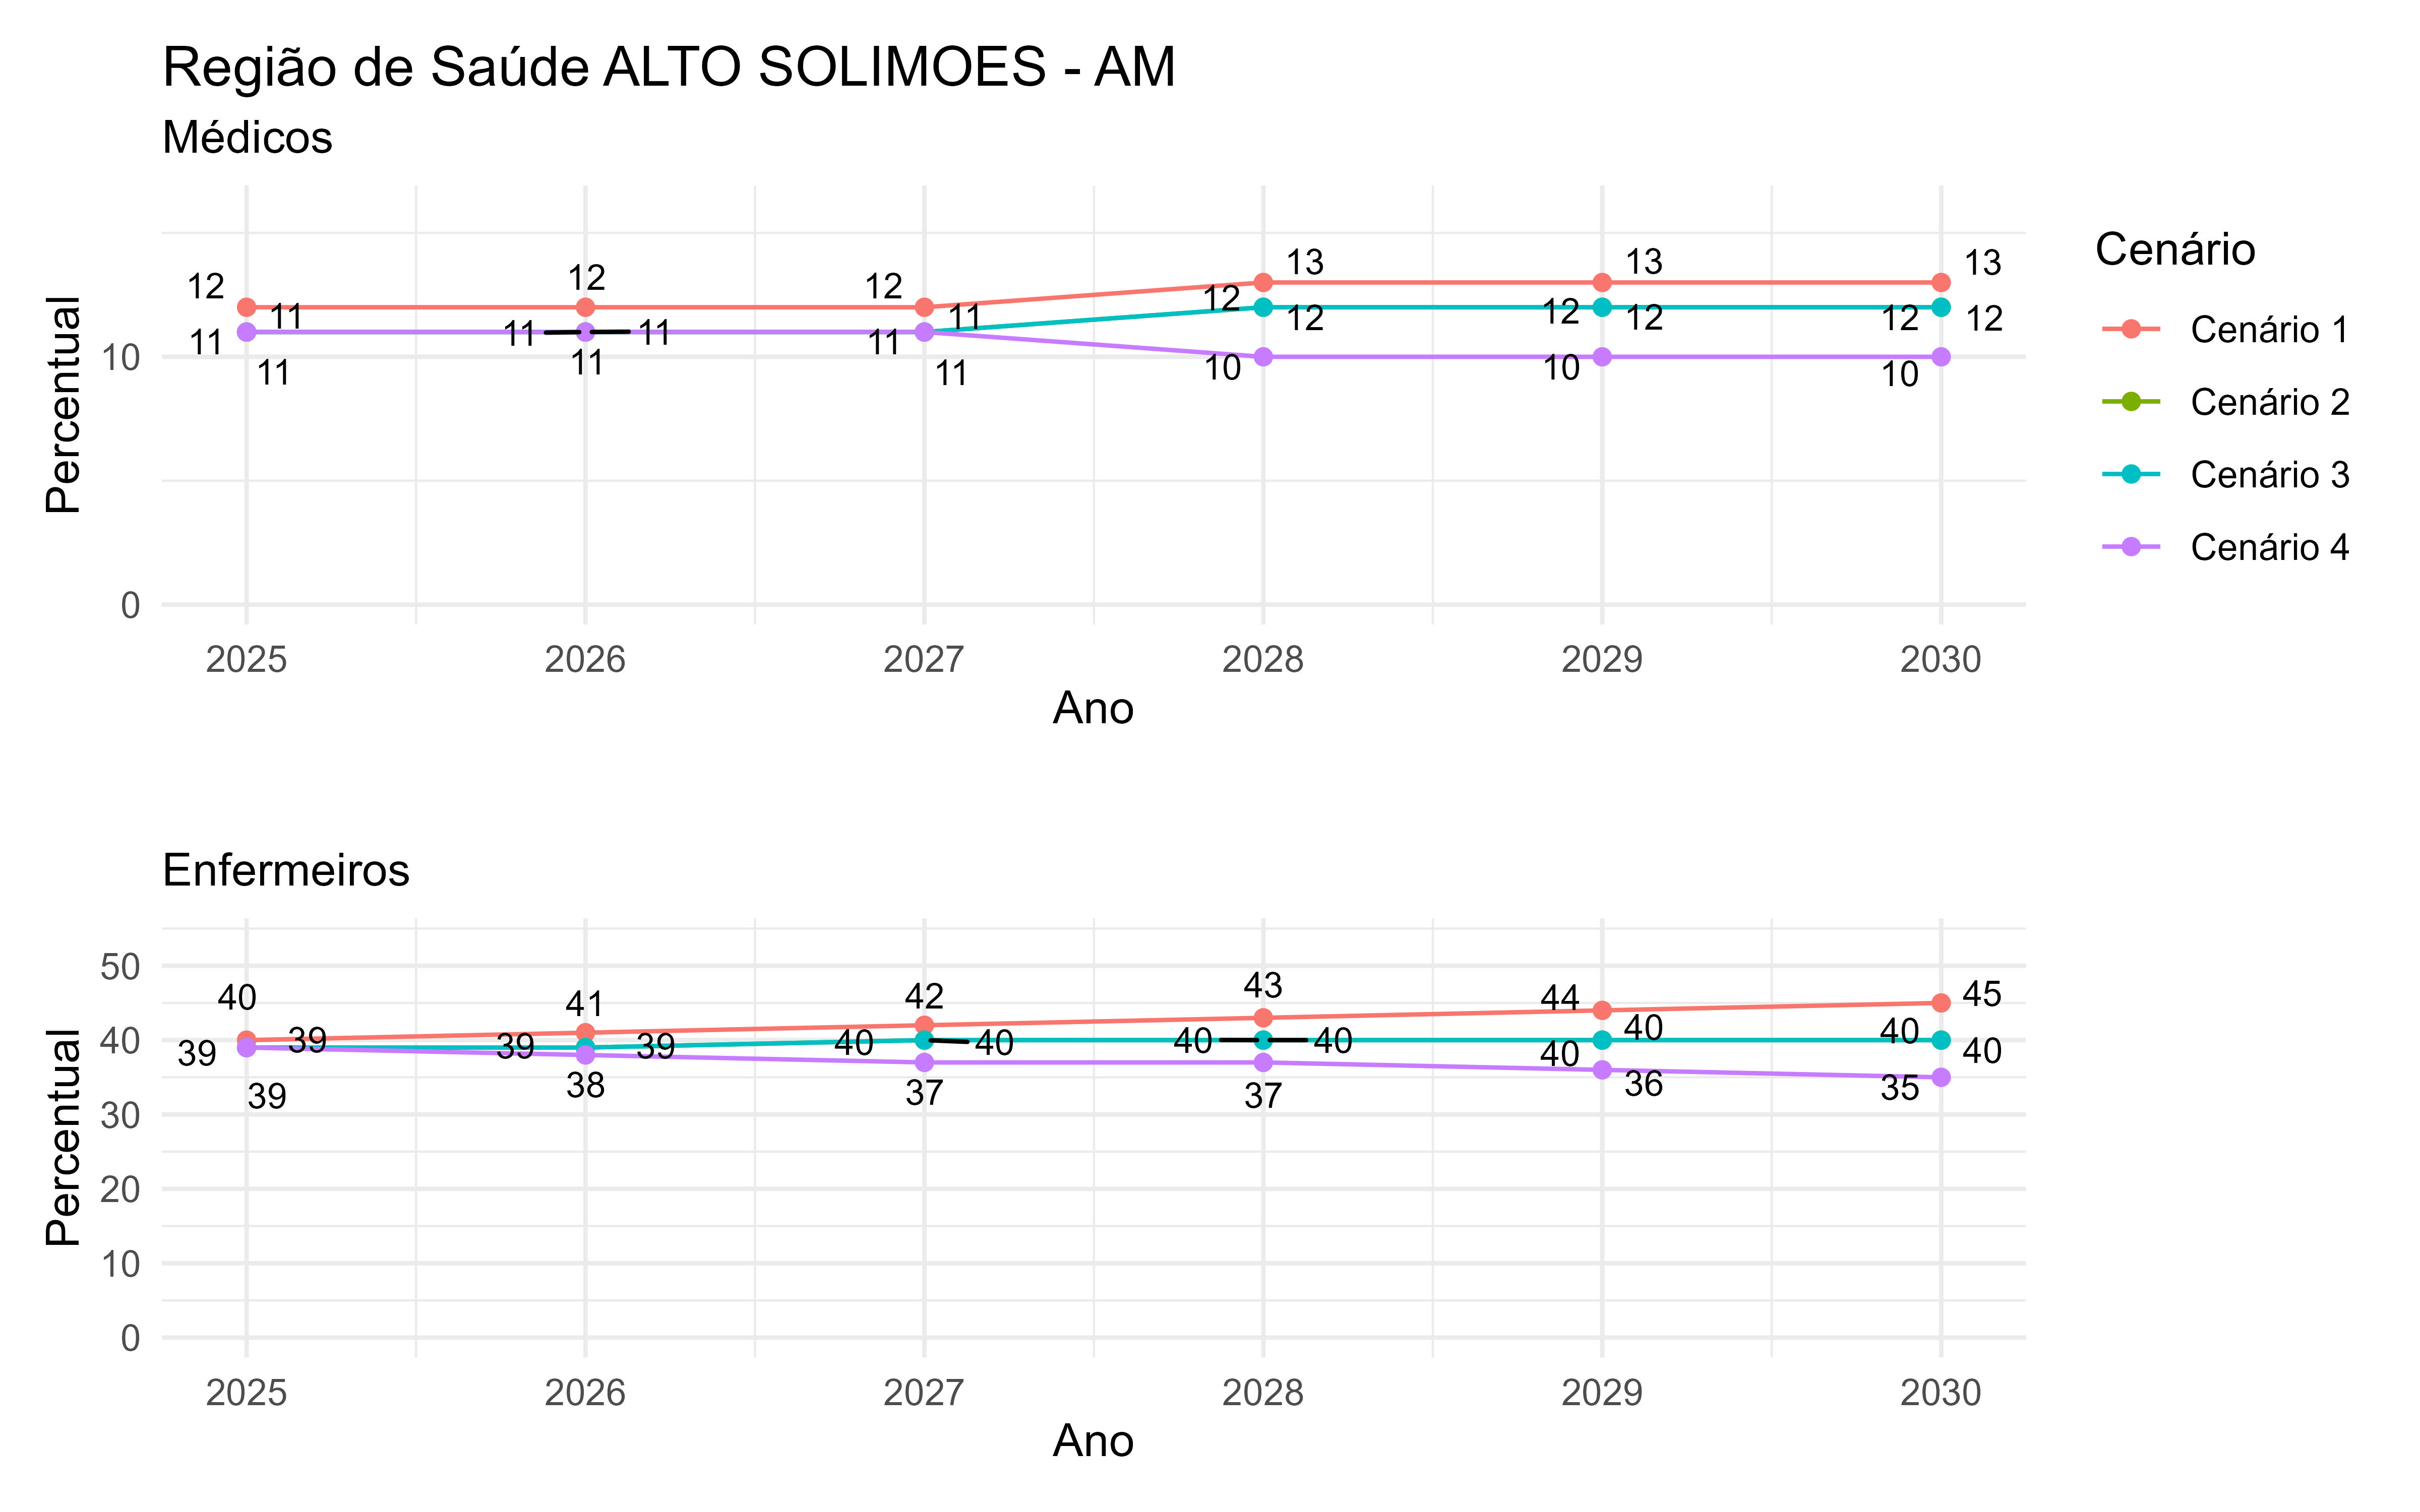 Região de Saúde ALTO SOLIMOES - AM
Médicos
Percentual
10
0
12 12 12 13 13 13
11 11 11 11 11 12 12 12 12 12 12
11 11 11 11 10 10 10
2025 2026 2027 2028 2029 2030
Ano
Cenário
Cenário 1
Cenário 2
Cenário 3
Cenário 4
Enfermeiros
Percentual
50
40
30
20
10
0
40 41 42 43 44 45
39 39 39 39 40 40 40 40 40 40 40 40
39 38 37 37 36 35
2025 2026 2027 2028 2029 2030
Ano